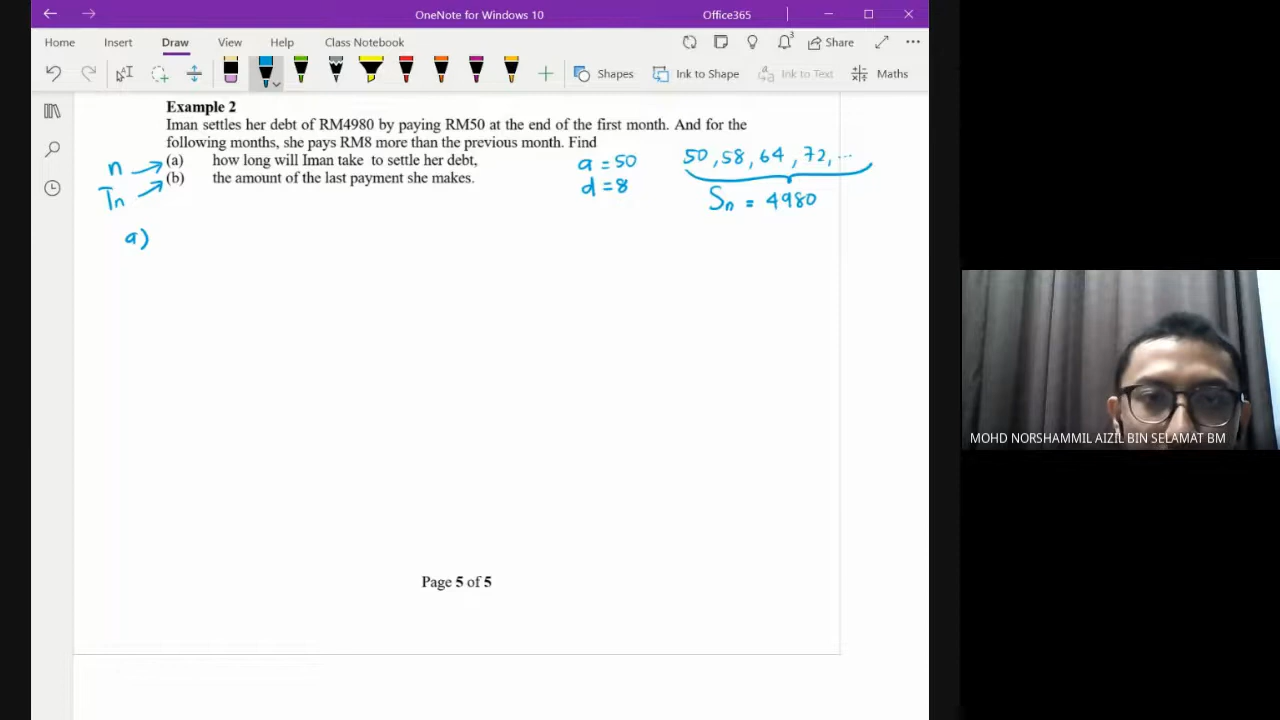 OneNote for Windows 10
Office365
Home Insert Draw View Help Class Notebook
Share
3
Shapes Ink to Shape Ink to Text Maths
Example 2
Iman settles her debt of RM4980 by paying RM50 at the end of the first month. And for the
following months, she pays RM8 more than the previous month. Find
n (a) how long will Iman take to settle her debt,
Tn (b) the amount of the last payment she makes.
a = 50
d = 8
50, 58, 64, 72, ...
Sn = 4980
a)
Page 5 of 5
MOHD NORSHAMMIL AIZIL BIN SELAMAT BM